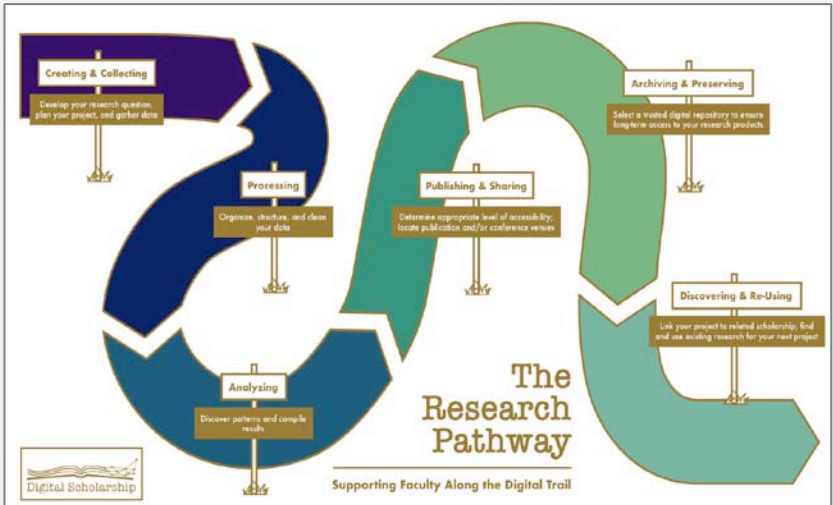 Creating & Collecting
Develop your research question,
plan your project, and gather data
Processing
Organize, structure, and clean
your data
Analyzing
Discover patterns and compile
results
Publishing & Sharing
Determine appropriate level of accessibility;
locate publication and/or conference venues
Archiving & Preserving
Select a trusted digital repository to ensure
long-term access to your research products
Discovering & Re-Using
Link your project to related scholarship; find
and use existing research for your next project
The
Research
Pathway
Supporting Faculty Along the Digital Trail
Digital Scholarship